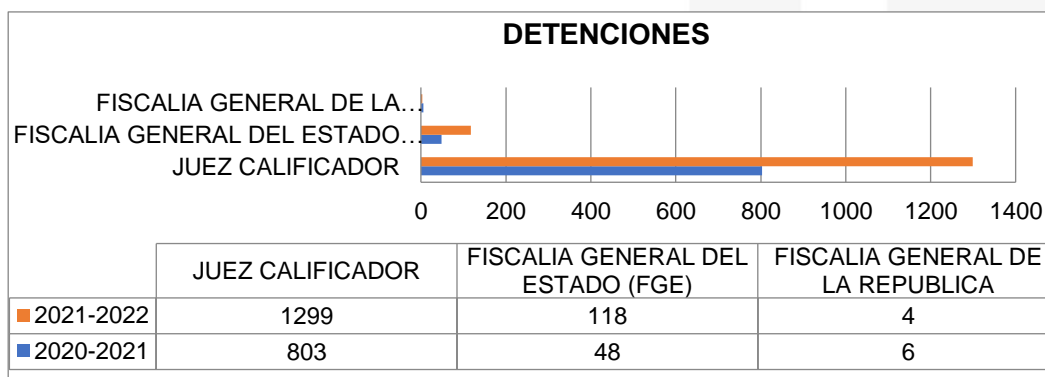 DETENCIONES
FISCALIA GENERAL DE LA...
FISCALIA GENERAL DEL ESTADO...
JUEZ CALIFICADOR
0 200 400 600 800 1000 1200 1400
JUEZ CALIFICADOR FISCALIA GENERAL DEL ESTADO (FGE) FISCALIA GENERAL DE LA REPUBLICA
2021-2022 1299 118 4
2020-2021 803 48 6